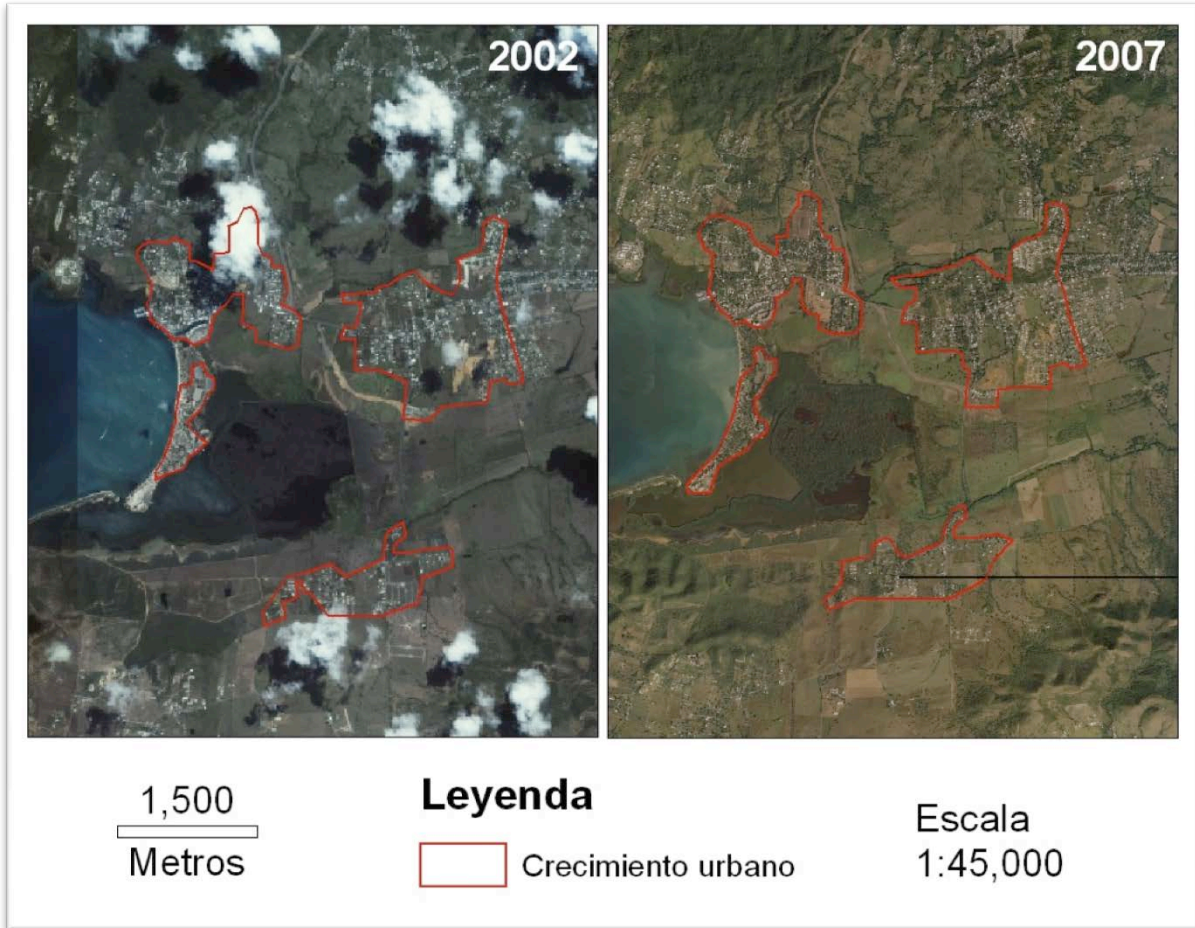 2002
2007
1,500
Metros
Leyenda
Crecimiento urbano
Escala
1:45,000